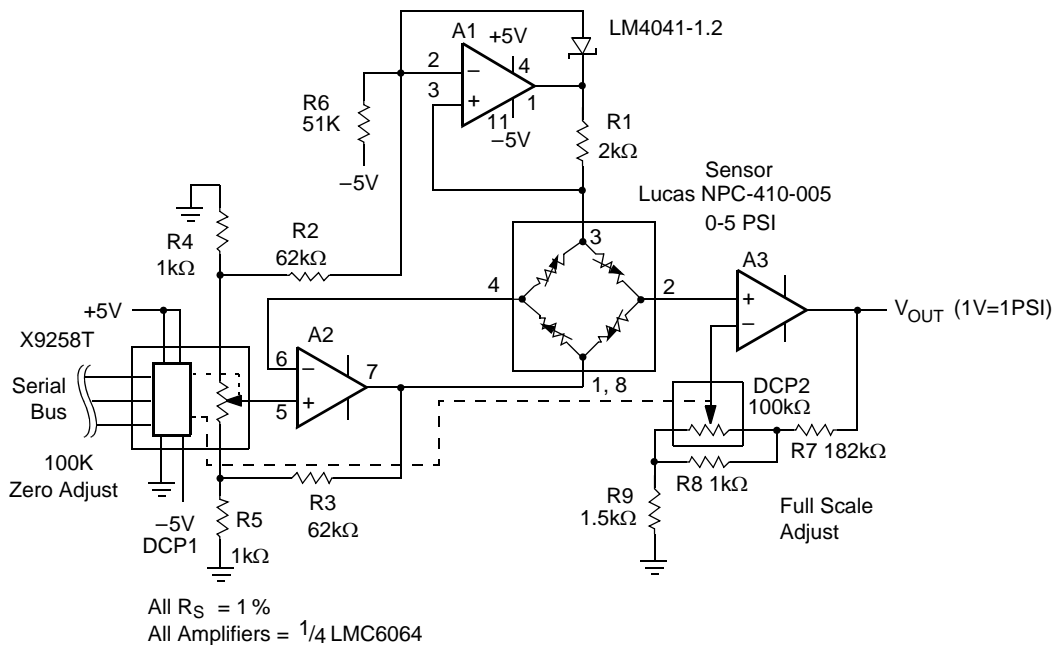 A1
+5V
LM4041-1.2
2
–
4
3
+
1
R6
51K
11
–5V
–5V
R1
2kΩ
Sensor
Lucas NPC-410-005
0-5 PSI
R4
1kΩ
R2
62kΩ
3
4
2
A3
+
–
VOUT (1V=1PSI)
+5V
X9258T
A2
6
–
7
5
+
1, 8
DCP2
100kΩ
Serial
Bus
R7 182kΩ
100K
Zero Adjust
R8 1kΩ
R3
62kΩ
R9
1.5kΩ
Full Scale
Adjust
–5V
DCP1
R5
1kΩ
All RS = 1%
All Amplifiers = 1/4 LMC6064